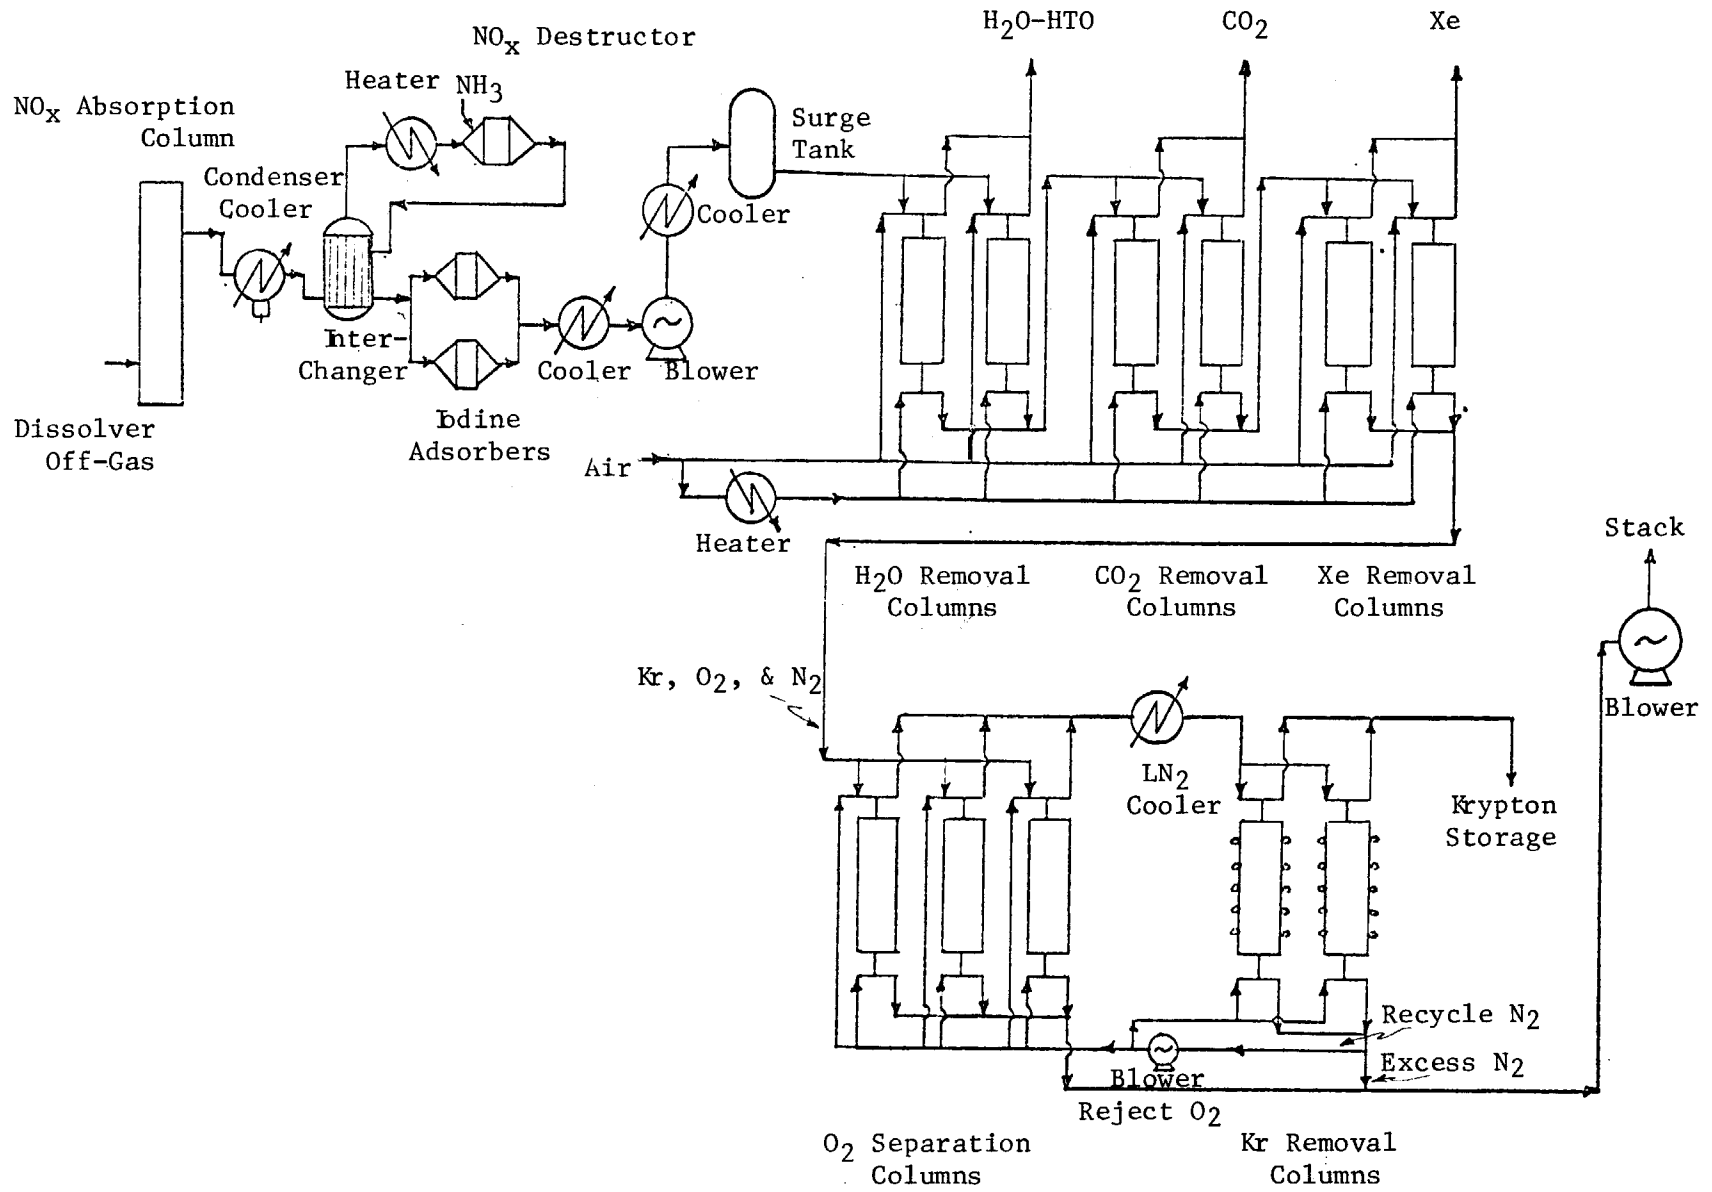 H2O-HTO
CO2
Xe
NOx Destructor
Heater
NH3
NOx Absorption
Column
Surge
Tank
Condenser
Cooler
Cooler
Inter-
Changer
Cooler
Blower
Iodine
Adsorbers
Dissolver
Off-Gas
Air
Heater
H2O Removal
Columns
CO2 Removal
Columns
Xe Removal
Columns
Stack
Blower
Kr, O2, & N2
LN2
Cooler
Krypton
Storage
Recycle N2
Excess N2
Blower
Reject O2
O2 Separation
Columns
Kr Removal
Columns